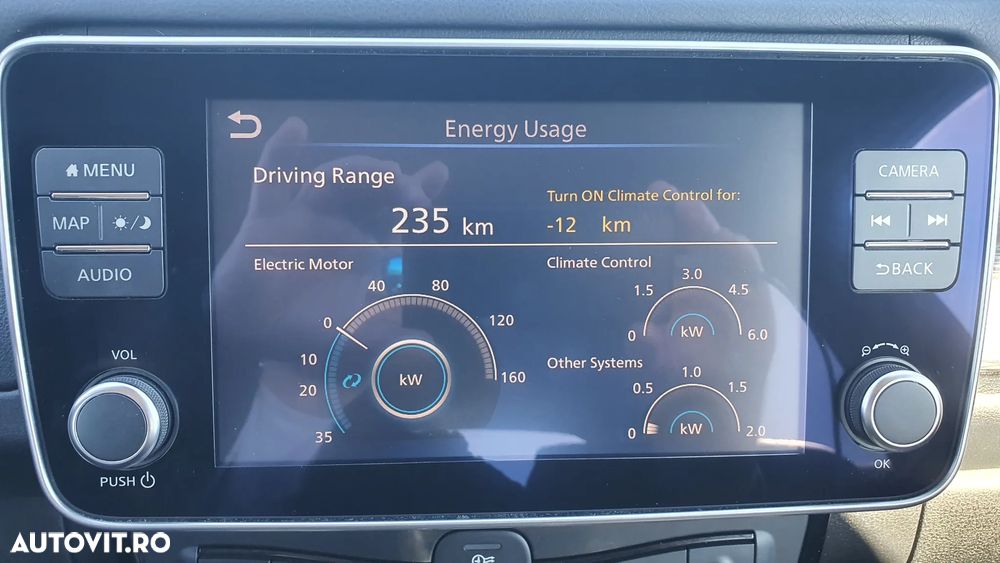 Energy Usage
MENU
CAMERA
Driving Range
Turn ON Climate Control for:
235 km
-12 km
MAP
AUDIO
BACK
Electric Motor
Climate Control
0 40 80 120 160
10
20
35
kW
0 1.5 3.0 4.5 6.0
kW
Other Systems
0 0.5 1.0 1.5 2.0
kW
VOL
PUSH
OK
AUTOVIT.RO